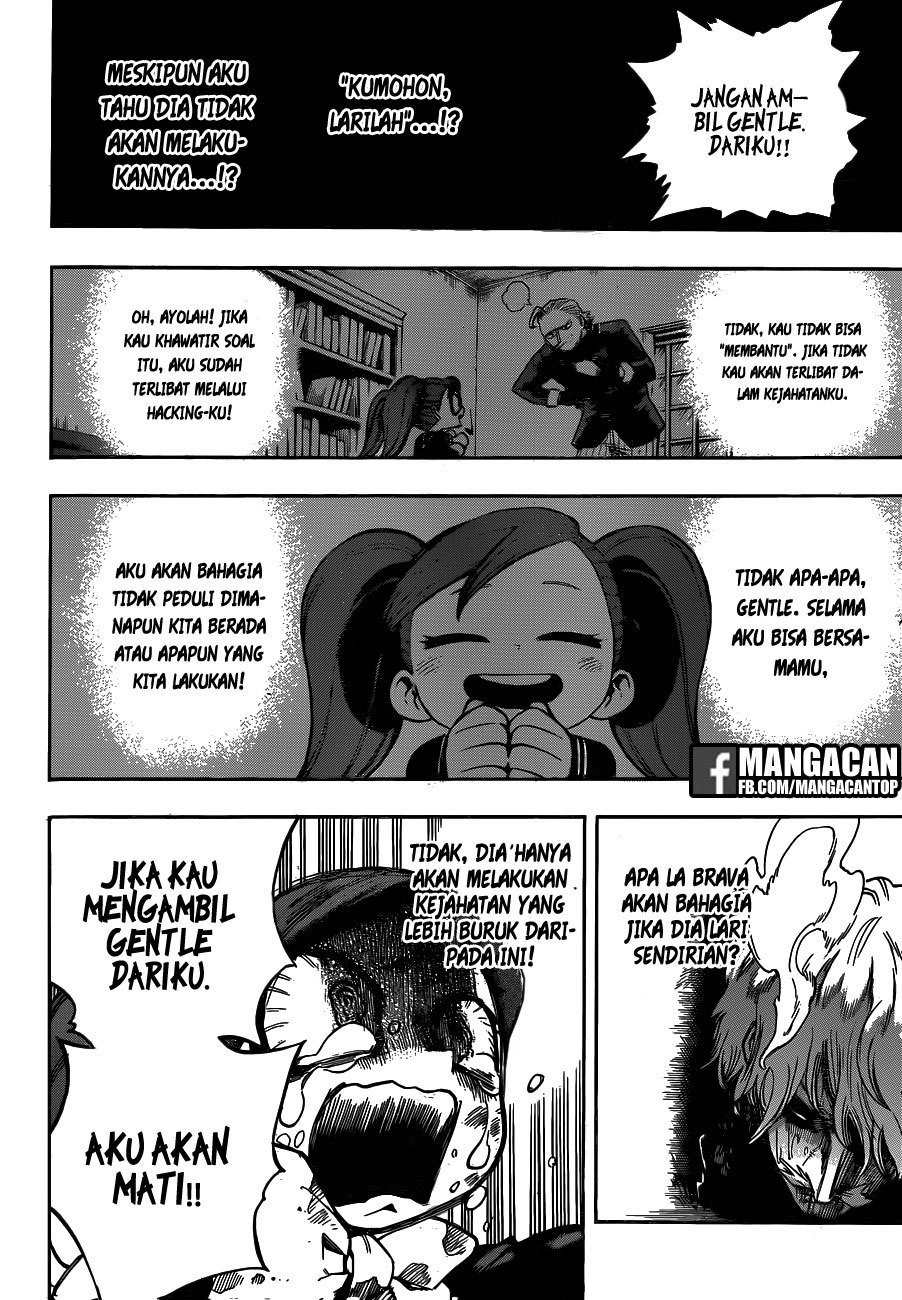 JANGAN AM-
BIL GENTLE.
DARIKU!!
"KUMOHON,
LARILAH"...!?
MESKIPUN AKU
TAHU DIA TIDAK
AKAN MELAKU-
KANNYA...!?
TIDAK, KAU TIDAK BISA
"MEMBANTU". JIKA TIDAK
KAU AKAN TERLIBAT DA-
LAM KEJAHATANKU.
OH, AYOLAH! JIKA
KAU KHAWATIR SOAL
ITU, AKU SUDAH
TERLIBAT MELALUI
HACKING-KU!
TIDAK APA-APA,
GENTLE. SELAMA
AKU BISA BERSA-
MAMU,
AKU AKAN BAHAGIA
TIDAK PEDULI DIMA-
NAPUN KITA BERADA
ATAU APAPUN YANG
KITA LAKUKAN!
f MANGACAN
FB.COM/MANGACANTOP
APA LA BRAVA
AKAN BAHAGIA
JIKA DIA LARI
SENDIRIAN?
TIDAK, DIA'HANYA
AKAN MELAKUKAN
KEJAHATAN YANG
LEBIH BURUK DARI-
PADA INI!
JIKA KAU
MENGAMBIL
GENTLE
DARIKU.
AKU AKAN
MATI!!